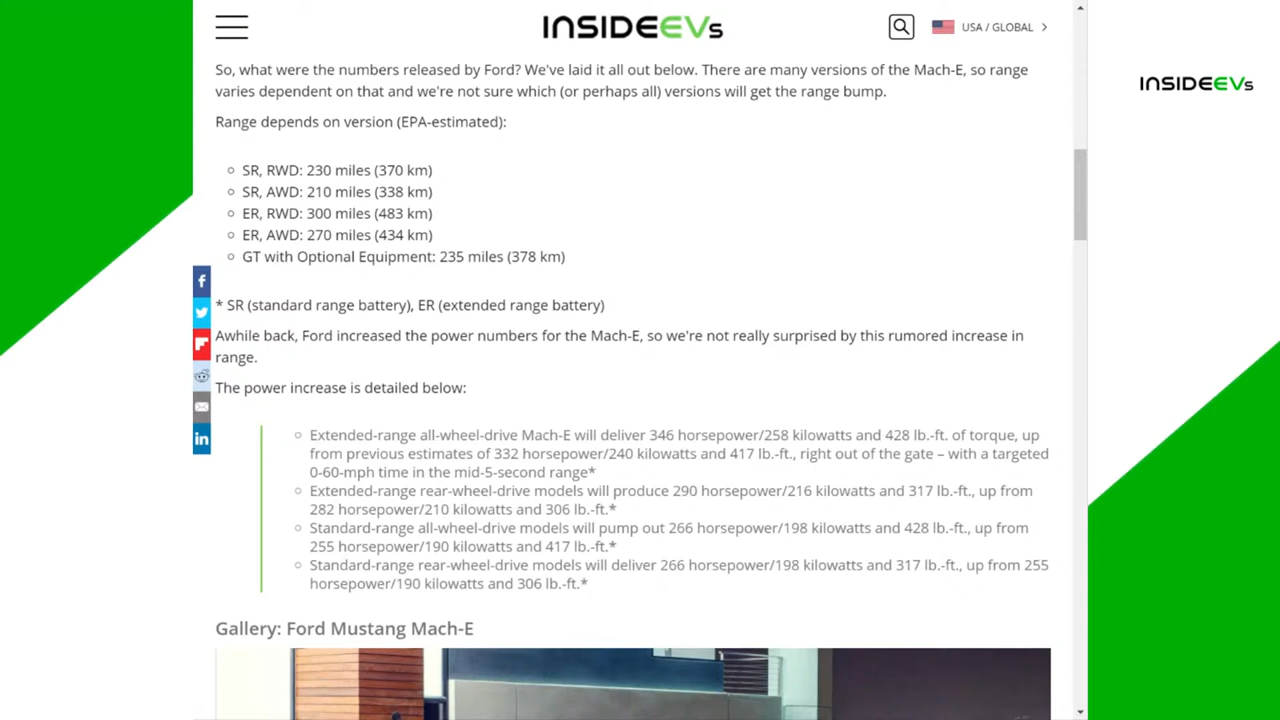 INSIDEEVs
USA / GLOBAL
INSIDEEVs
So, what were the numbers released by Ford? We've laid it all out below. There are many versions of the Mach-E, so range
varies dependent on that and we're not sure which (or perhaps all) versions will get the range bump.
Range depends on version (EPA-estimated):
SR, RWD: 230 miles (370 km)
SR, AWD: 210 miles (338 km)
ER, RWD: 300 miles (483 km)
ER, AWD: 270 miles (434 km)
GT with Optional Equipment: 235 miles (378 km)
* SR (standard range battery), ER (extended range battery)
Awhile back, Ford increased the power numbers for the Mach-E, so we're not really surprised by this rumored increase in
range.
The power increase is detailed below:
Extended-range all-wheel-drive Mach-E will deliver 346 horsepower/258 kilowatts and 428 lb.-ft. of torque, up
from previous estimates of 332 horsepower/240 kilowatts and 417 lb.-ft., right out of the gate – with a targeted
0-60-mph time in the mid-5-second range*
Extended-range rear-wheel-drive models will produce 290 horsepower/216 kilowatts and 317 lb.-ft., up from
282 horsepower/210 kilowatts and 306 lb.-ft.*
Standard-range all-wheel-drive models will pump out 266 horsepower/198 kilowatts and 428 lb.-ft., up from
255 horsepower/190 kilowatts and 417 lb.-ft.*
Standard-range rear-wheel-drive models will deliver 266 horsepower/198 kilowatts and 317 lb.-ft., up from 255
horsepower/190 kilowatts and 306 lb.-ft.*
Gallery: Ford Mustang Mach-E